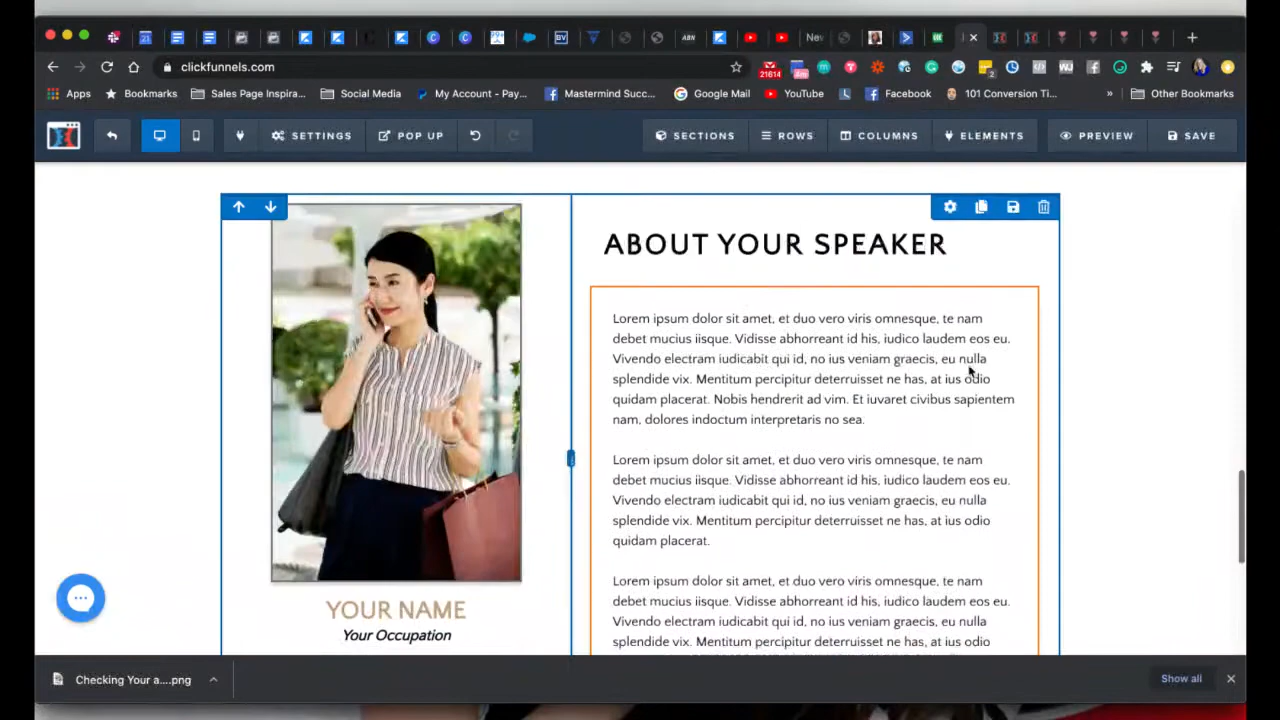 clickfunnels.com
Nev
ABN
BV
99+
21614
2
Apps
Bookmarks
Sales Page Inspira...
Social Media
My Account - Pay...
Mastermind Succ...
Google Mail
YouTube
Facebook
101 Conversion Ti...
»
Other Bookmarks
SETTINGS
POP UP
SECTIONS
ROWS
COLUMNS
ELEMENTS
PREVIEW
SAVE
ABOUT YOUR SPEAKER
Lorem ipsum dolor sit amet, et duo vero viris omnesque, te nam
debet mucius iisque. Vidisse abhorreant id his, iudico laudem eos eu.
Vivendo electram iudicabit qui id, no ius veniam graecis, eu nulla
splendide vix. Mentitum percipitur deterruisset ne has, at ius odio
quidam placerat. Nobis hendrerit ad vim. Et iuvaret civibus sapientem
nam, dolores indoctum interpretaris no sea.
Lorem ipsum dolor sit amet, et duo vero viris omnesque, te nam
debet mucius iisque. Vidisse abhorreant id his, iudico laudem eos eu.
Vivendo electram iudicabit qui id, no ius veniam graecis, eu nulla
splendide vix. Mentitum percipitur deterruisset ne has, at ius odio
quidam placerat.
Lorem ipsum dolor sit amet, et duo vero viris omnesque, te nam
debet mucius iisque. Vidisse abhorreant id his, iudico laudem eos eu.
Vivendo electram iudicabit qui id, no ius veniam graecis, eu nulla
splendide vix. Mentitum percipitur deterruisset ne has, at ius odio
YOUR NAME
Your Occupation
Checking Your a....png
Show all